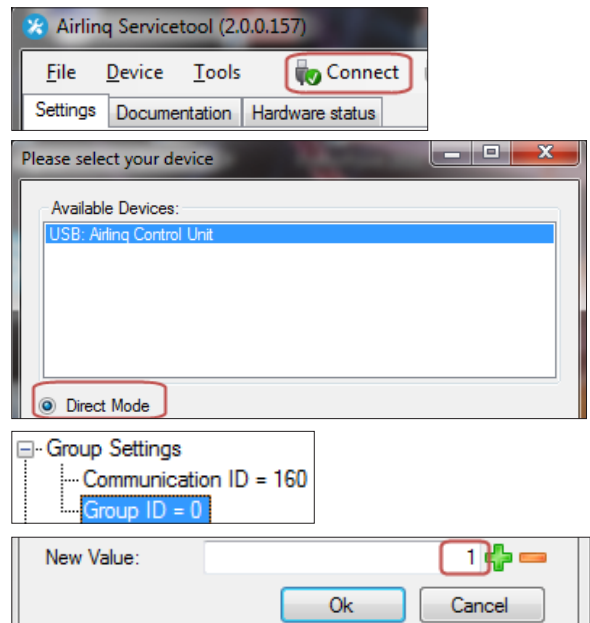 Airlinq Servicetool (2.0.0.157)
File Device Tools Connect
Settings Documentation Hardware status
Please select your device
Available Devices:
USB: Airlinq Control Unit
Direct Mode
Group Settings
Communication ID = 160
Group ID = 0
New Value: 1
Ok Cancel